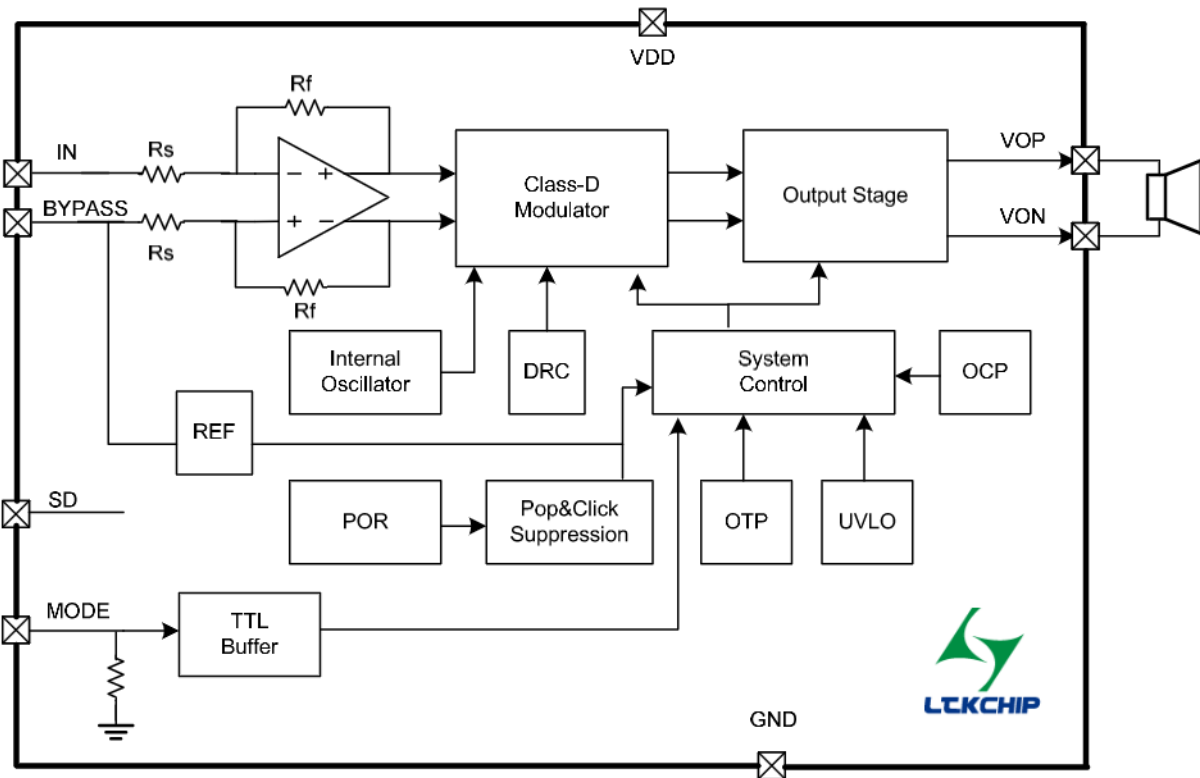 VDD
Rf
IN
Rs
- +
Class-D
Modulator
Output Stage
VOP
BYPASS
Rs
+ -
VON
Rf
Internal
Oscillator
DRC
System
Control
OCP
REF
SD
POR
Pop&Click
Suppression
OTP
UVLO
MODE
TTL
Buffer
LTKCHIP
GND